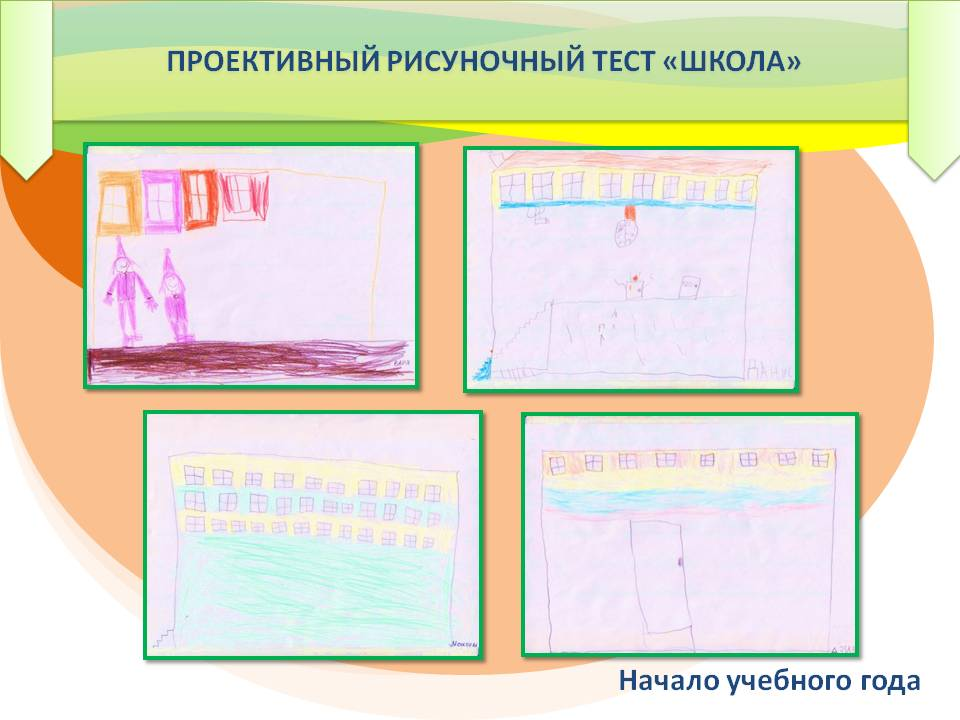 ПРОЕКТИВНЫЙ РИСУНОЧНЫЙ ТЕСТ «ШКОЛА»
Начало учебного года